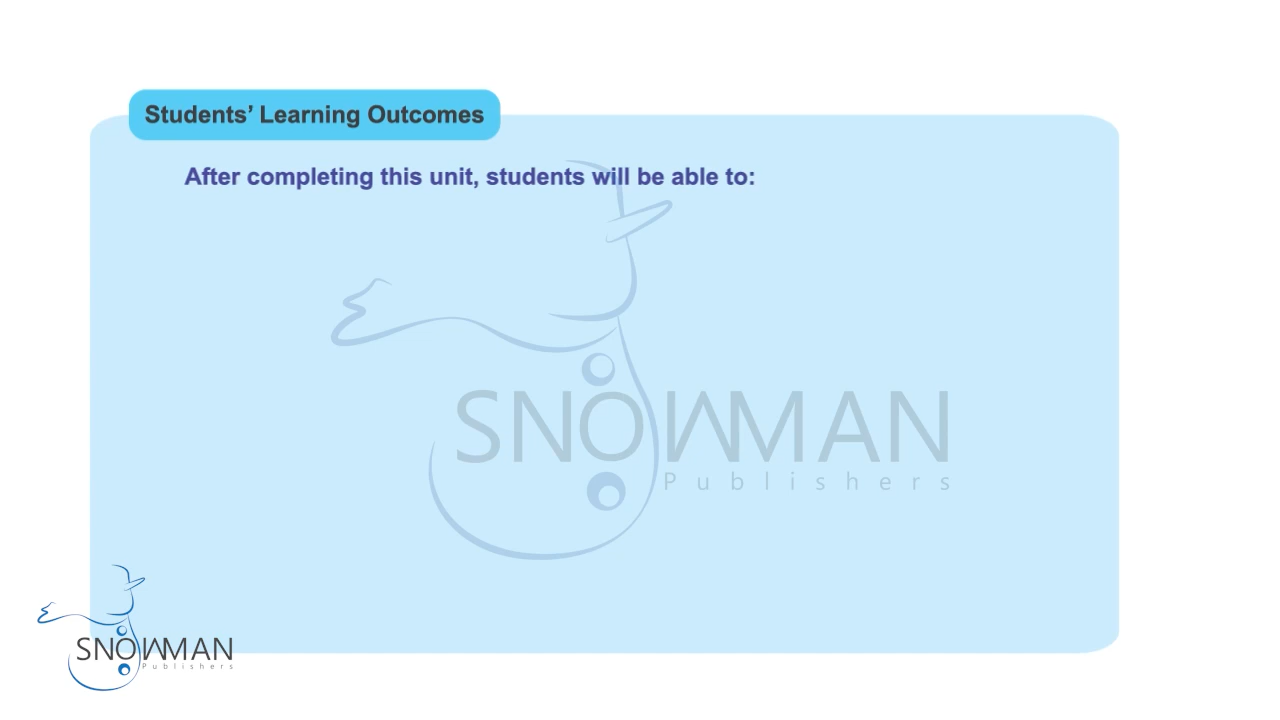 Students’ Learning Outcomes
After completing this unit, students will be able to:
SNOWMAN
Publishers
SNOWMAN
Publishers